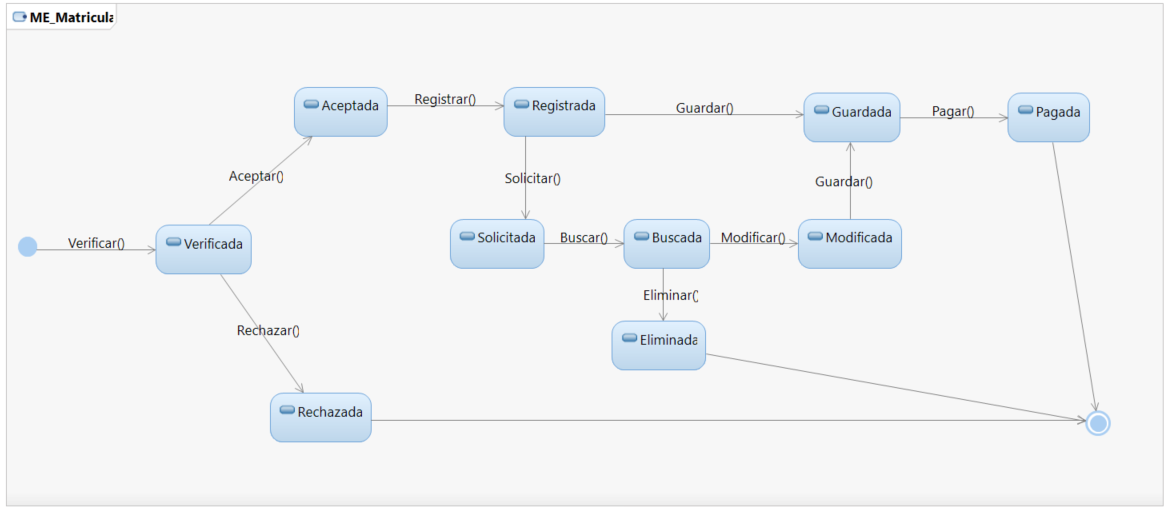 ME_Matricula
Aceptada
Registrar()
Registrada
Guardar()
Guardada
Pagar()
Pagada
Aceptar()
Solicitar()
Guardar()
Verificar()
Verificada
Solicitada
Buscar()
Buscada
Modificar()
Modificada
Eliminar()
Rechazar()
Eliminada
Rechazada